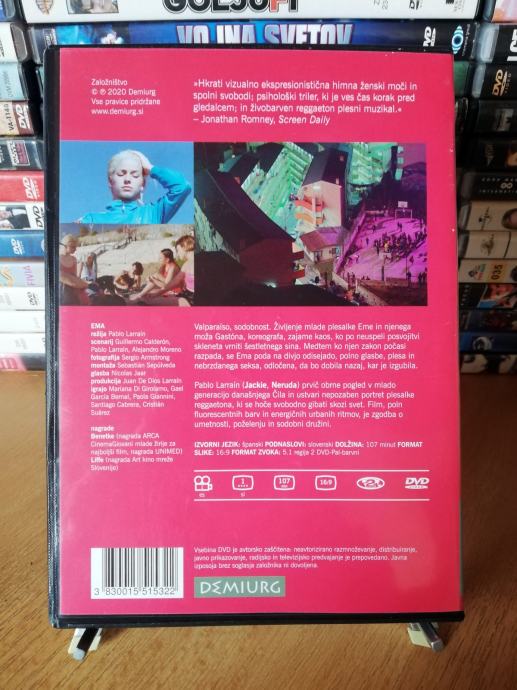 GOLJUFI
VOJNA SVETOV
Založništvo
© ℗ 2020 Demiurg
Vse pravice pridržane
www.demiurg.si
»Hkrati vizualno ekspresionistična himna ženski moči in
spolni svobodi; psihološki triler, ki je ves čas korak pred
gledalcem; in živobarven reggaeton plesni muzikal.«
– Jonathan Romney, Screen Daily
EMA
režija Pablo Larraín
scenarij Guillermo Calderón,
Pablo Larraín, Alejandro Moreno
fotografija Sergio Armstrong
montaža Sebastián Sepúlveda
glasba Nicolas Jaar
produkcija Juan De Dios Larraín
igrajo Mariana Di Girolamo, Gael
García Bernal, Paola Giannini,
Santiago Cabrera, Cristián
Suárez
nagrade
Benetke (nagrada ARCA
CinemaGiovani mlade žirije za
najboljši film, nagrada UNIMED)
Liffe (nagrada Art kino mreže
Slovenije)
Valparaíso, sodobnost. Življenje mlade plesalke Eme in njenega
moža Gastóna, koreografa, zajame kaos, ko po neuspeli posvojitvi
skleneta vrniti šestletnega sina. Medtem ko njen zakon počasi
razpada, se Ema poda na divjo odisejado, polno glasbe, plesa in
nebrzdanega seksa, odločena, da bo dobila nazaj, kar je izgubila.
Pablo Larraín (Jackie, Neruda) prvič obrne pogled v mlado
generacijo današnjega Čila in ustvari nepozaben portret plesalke
reggaetona, ki se hoče svobodno gibati skozi svet. Film, poln
fluorescentnih barv in energičnih urbanih ritmov, je zgodba o
umetnosti, poželenju in sodobni družini.
IZVORNI JEZIK: španski PODNASLOVI: slovenski DOLŽINA: 107 minut FORMAT
SLIKE: 16:9 FORMAT ZVOKA: 5.1 regija 2 DVD-Pal-barvni
es
1
sl
107
min
16:9
2
DVD
Vsebina DVD je avtorsko zaščitena: neavtorizirano razmnoževanje, distribuiranje,
javno prikazovanje, radijsko in televizijsko predvajanje je prepovedano. Javna
izposoja brez soglasja založnika ni dovoljena.
3 830015 515322
DEMIURG